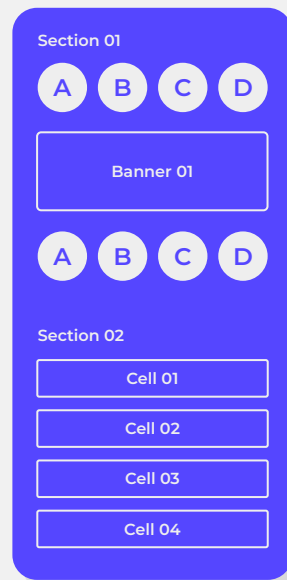 Section 01
A B C D
Banner 01
A B C D
Section 02
Cell 01
Cell 02
Cell 03
Cell 04